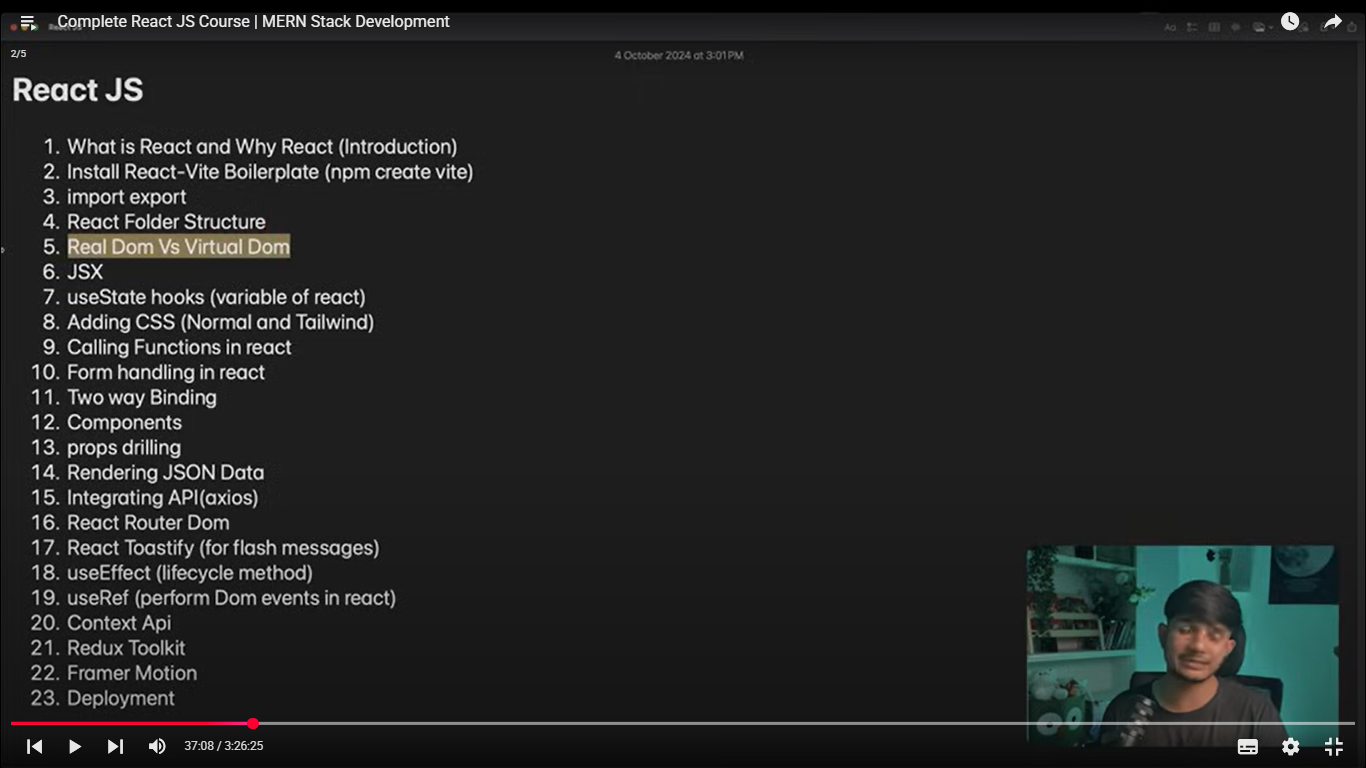 Complete React JS Course | MERN Stack Development
React JS
Aa
2/5
4 October 2024 at 3:01 PM
React JS
1. What is React and Why React (Introduction)
2. Install React-Vite Boilerplate (npm create vite)
3. import export
4. React Folder Structure
5. Real Dom Vs Virtual Dom
6. JSX
7. useState hooks (variable of react)
8. Adding CSS (Normal and Tailwind)
9. Calling Functions in react
10. Form handling in react
11. Two way Binding
12. Components
13. props drilling
14. Rendering JSON Data
15. Integrating API(axios)
16. React Router Dom
17. React Toastify (for flash messages)
18. useEffect (lifecycle method)
19. useRef (perform Dom events in react)
20. Context Api
21. Redux Toolkit
22. Framer Motion
23. Deployment
37:08 / 3:26:25